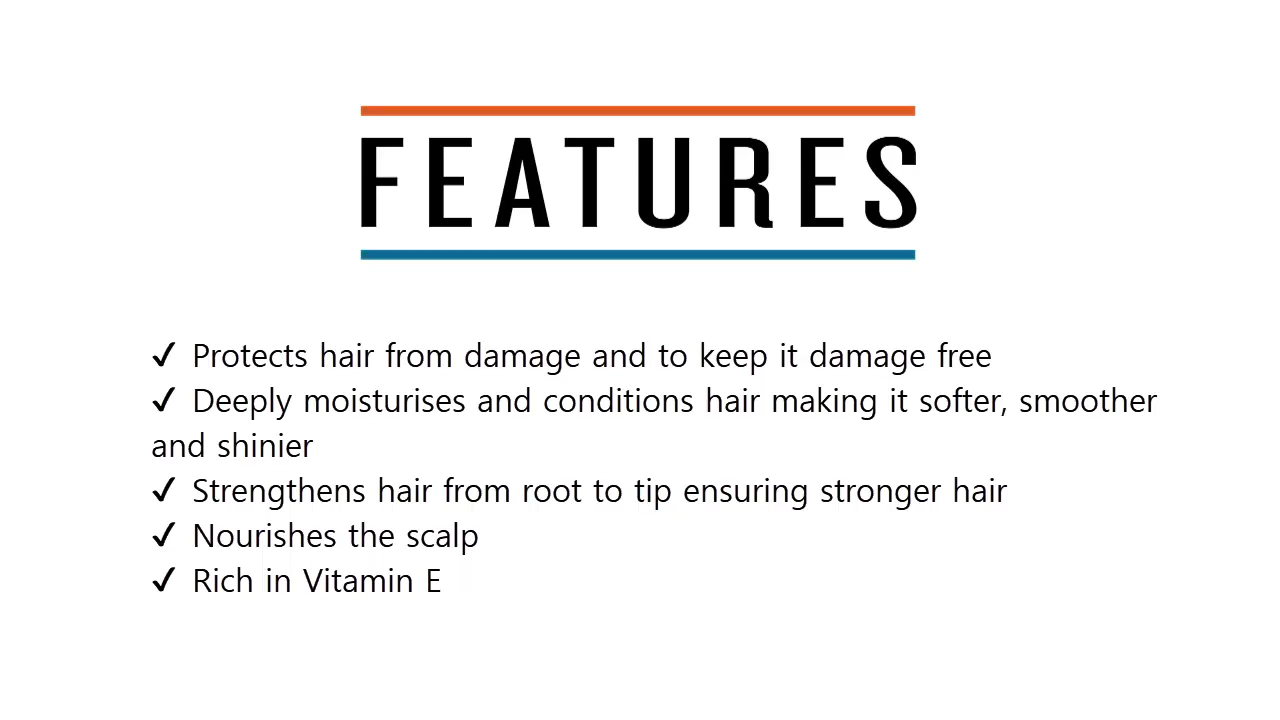 FEATURES
✓ Protects hair from damage and to keep it damage free
✓ Deeply moisturises and conditions hair making it softer, smoother
and shinier
✓ Strengthens hair from root to tip ensuring stronger hair
✓ Nourishes the scalp
✓ Rich in Vitamin E